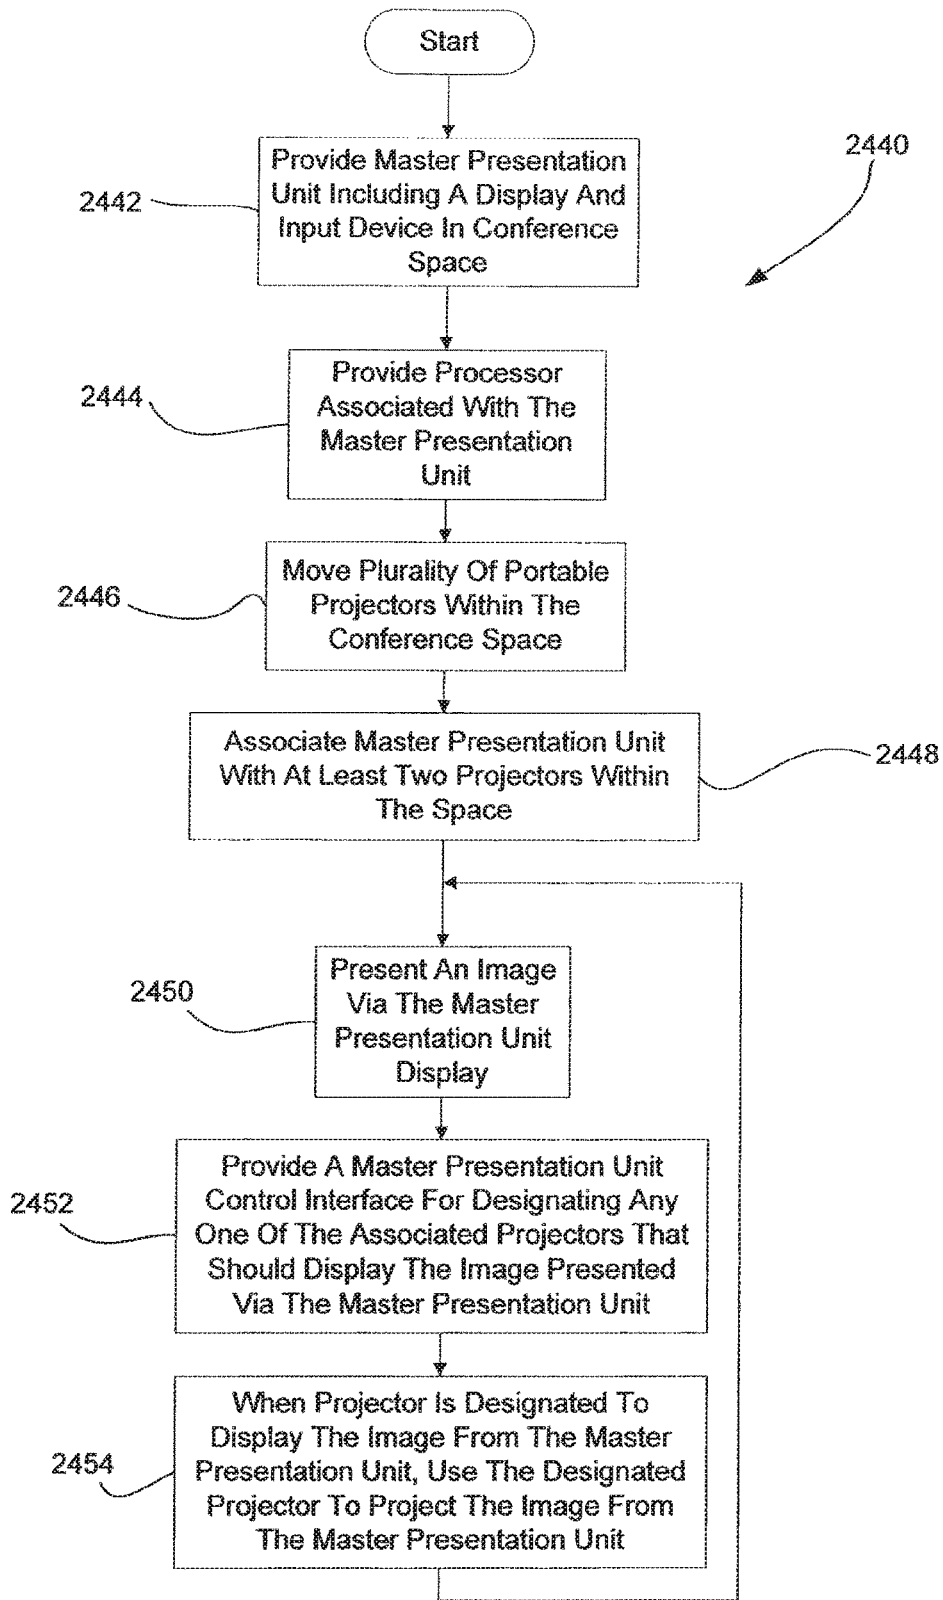 Start
2440
Provide Master Presentation
Unit Including A Display And
Input Device In Conference
Space
2442
Provide Processor
Associated With The
Master Presentation
Unit
2444
Move Plurality Of Portable
Projectors Within The
Conference Space
2446
Associate Master Presentation Unit
With At Least Two Projectors Within
The Space
2448
Present An Image
Via The Master
Presentation Unit
Display
2450
Provide A Master Presentation Unit
Control Interface For Designating Any
One Of The Associated Projectors That
Should Display The Image Presented
Via The Master Presentation Unit
2452
When Projector Is Designated To
Display The Image From The Master
Presentation Unit, Use The Designated
Projector To Project The Image From
The Master Presentation Unit
2454